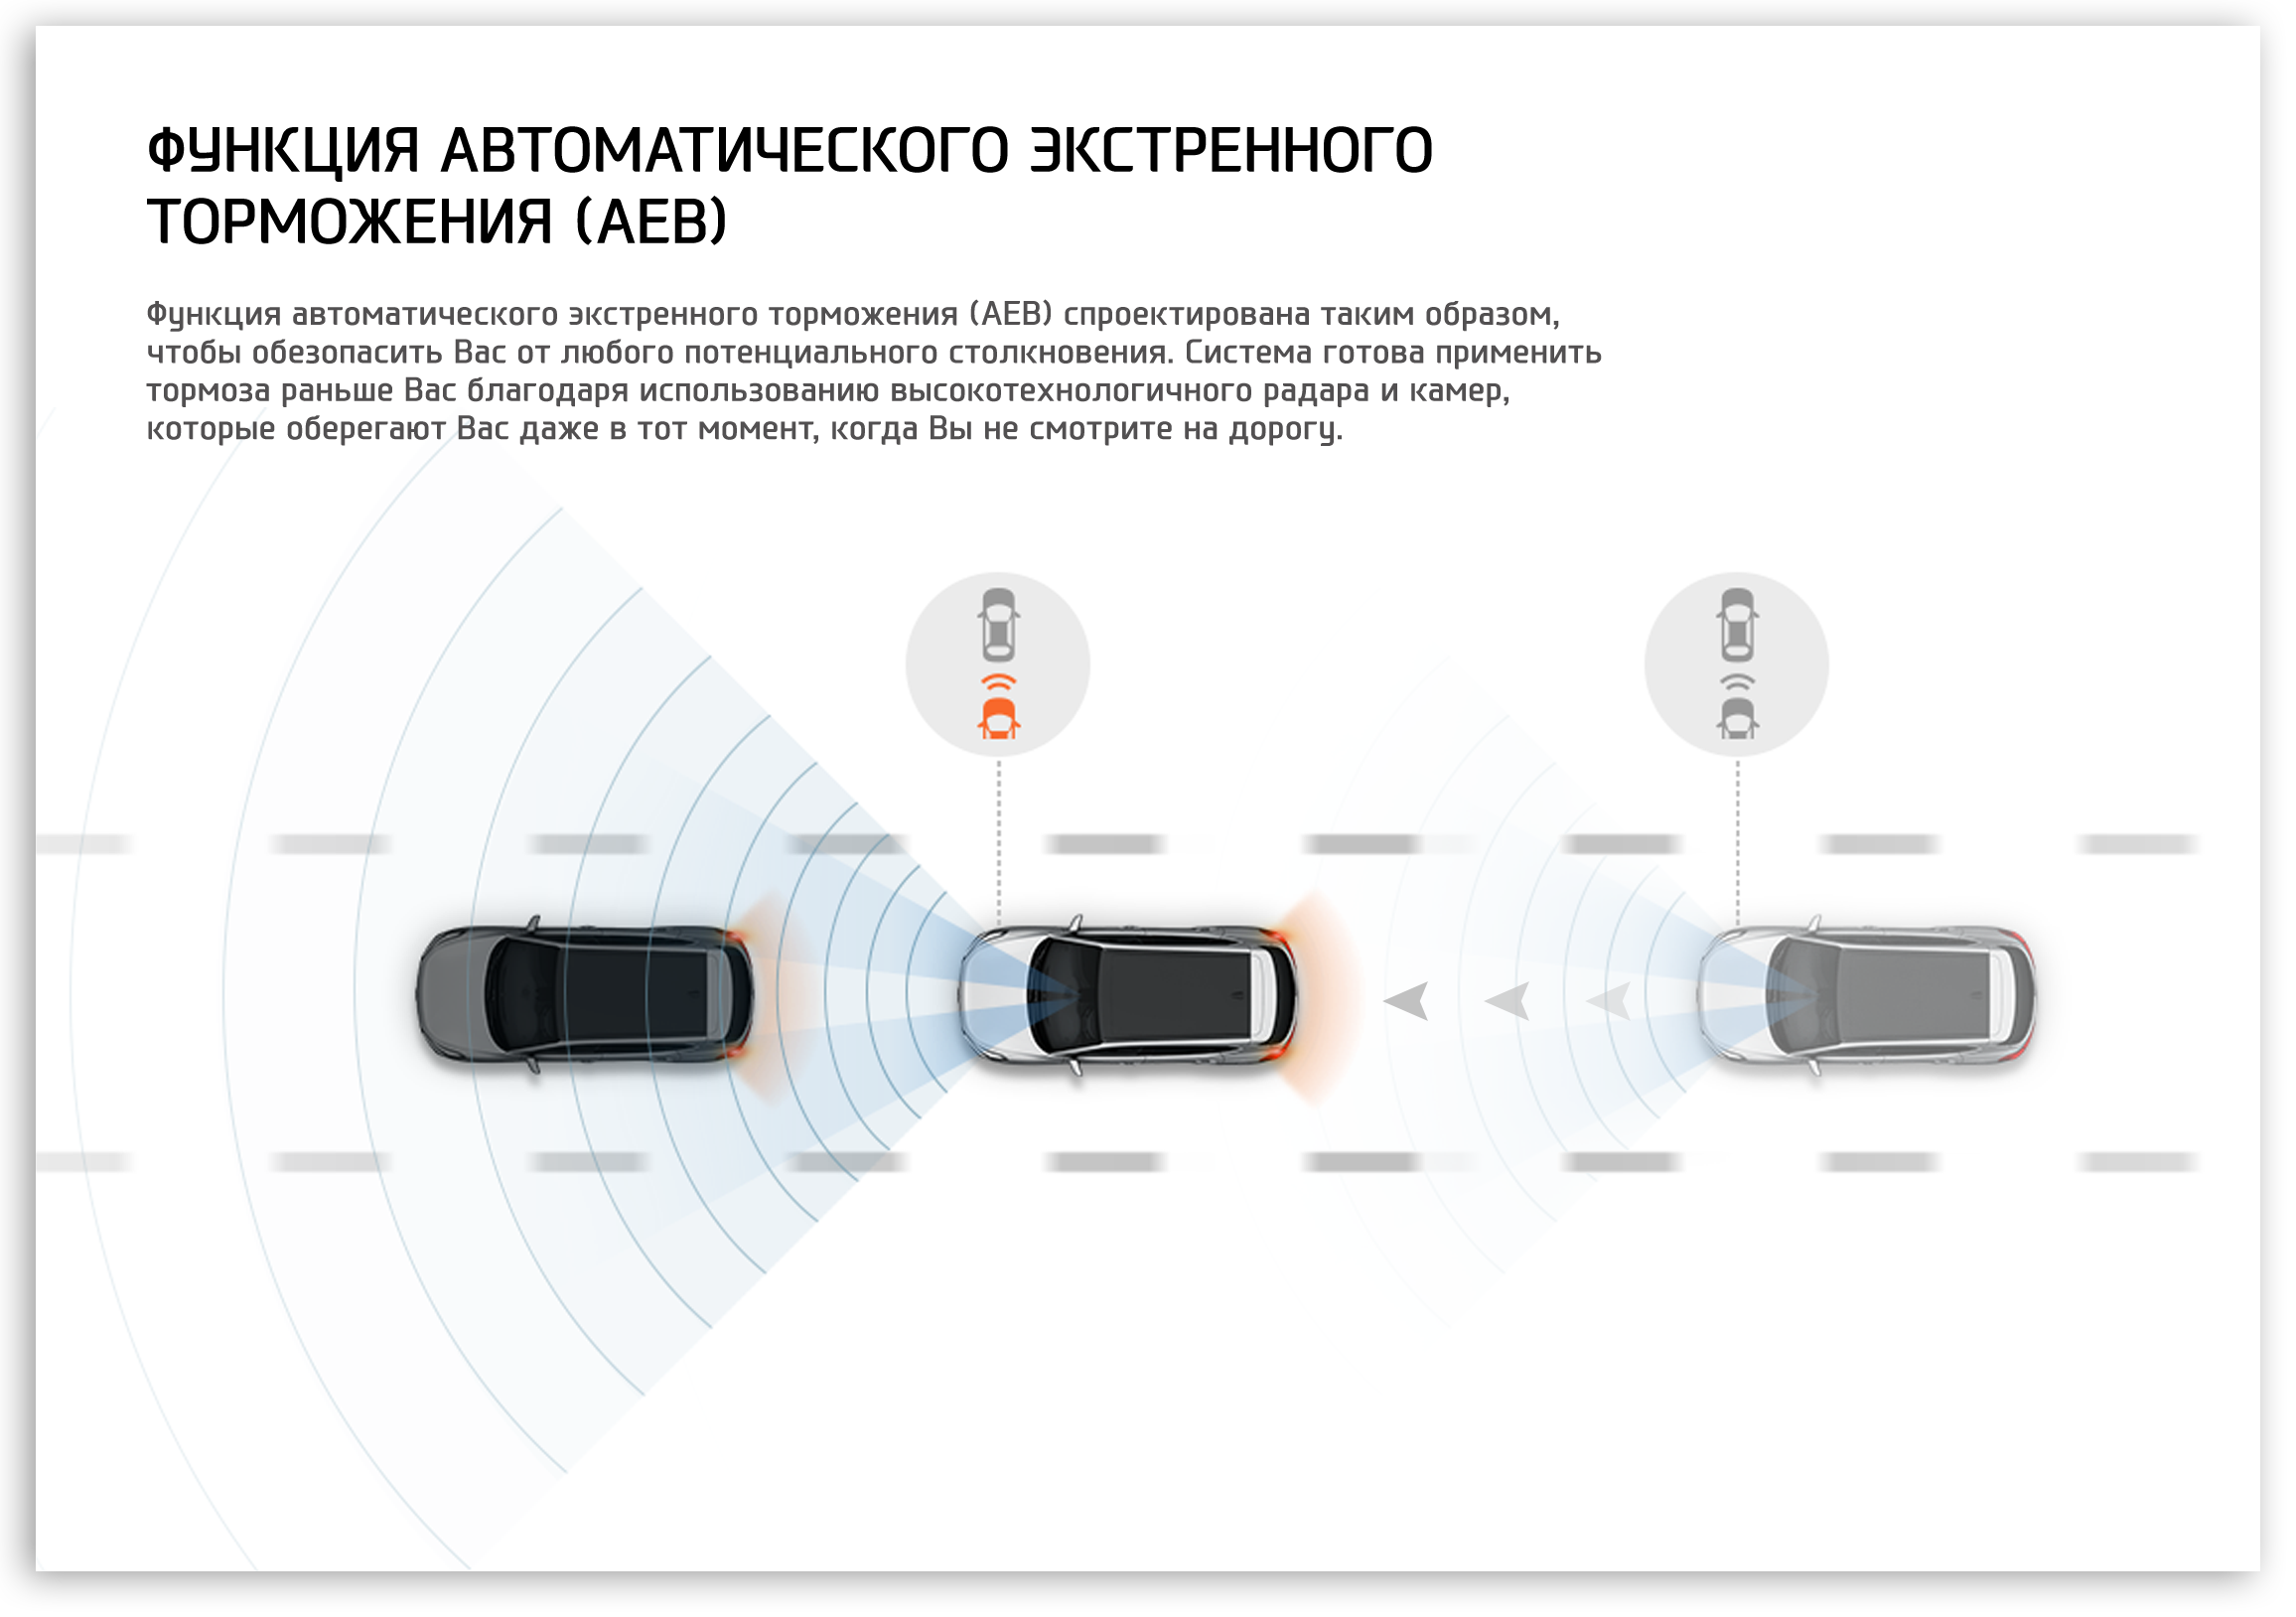 ФУНКЦИЯ АВТОМАТИЧЕСКОГО ЭКСТРЕННОГО
ТОРМОЖЕНИЯ (AEB)
Функция автоматического экстренного торможения (AEB) спроектирована таким образом,
чтобы обезопасить Вас от любого потенциального столкновения. Система готова применить
тормоза раньше Вас благодаря использованию высокотехнологичного радара и камер,
которые оберегают Вас даже в тот момент, когда Вы не смотрите на дорогу.